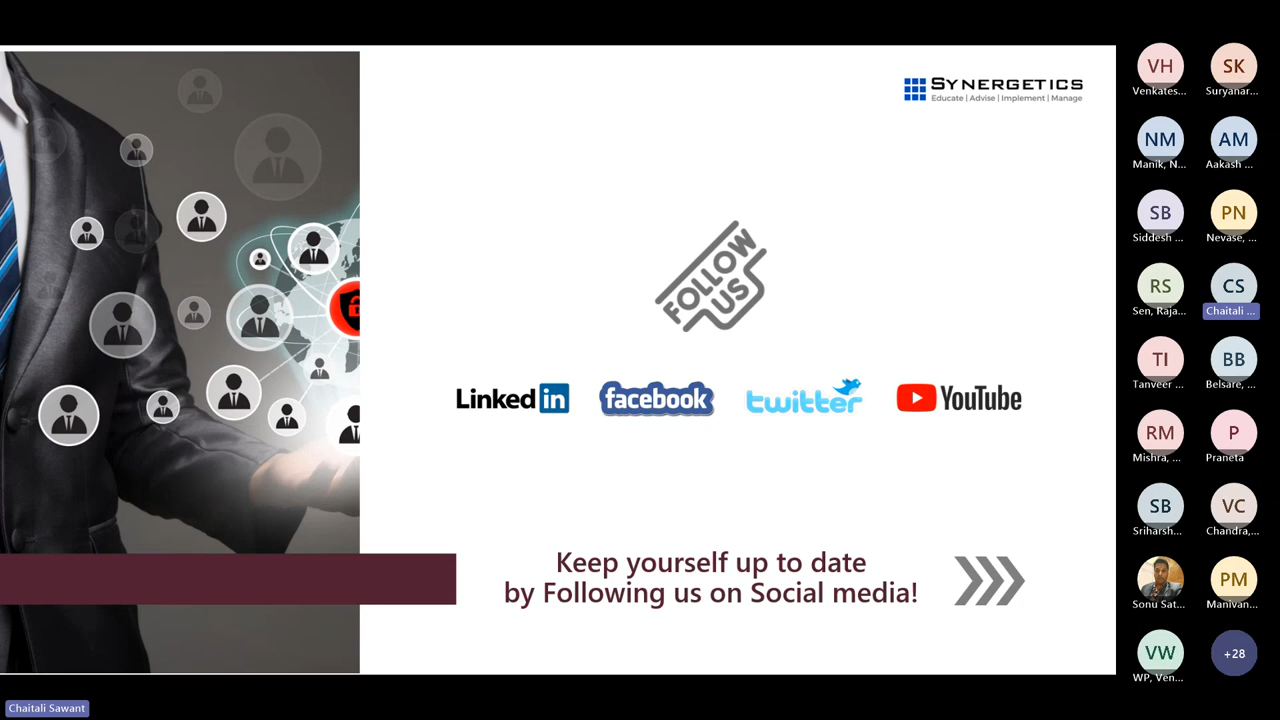 SYNERGETICS
Educate | Advise | Implement | Manage
FOLLOW
US
Linked in
facebook
twitter
YouTube
Keep yourself up to date
by Following us on Social media!
VH
Venkates...
SK
Suryanar...
NM
Manik, N...
AM
Aakash ...
SB
Siddesh ...
PN
Nevase, ...
RS
Sen, Raja...
CS
Chaitali ...
TI
Tanveer ...
BB
Belsare, ...
RM
Mishra, ...
P
Praneta
SB
Sriharsh...
VC
Chandra,...
Sonu Sat...
PM
Manivan...
VW
WP, Ven...
+28
Chaitali Sawant